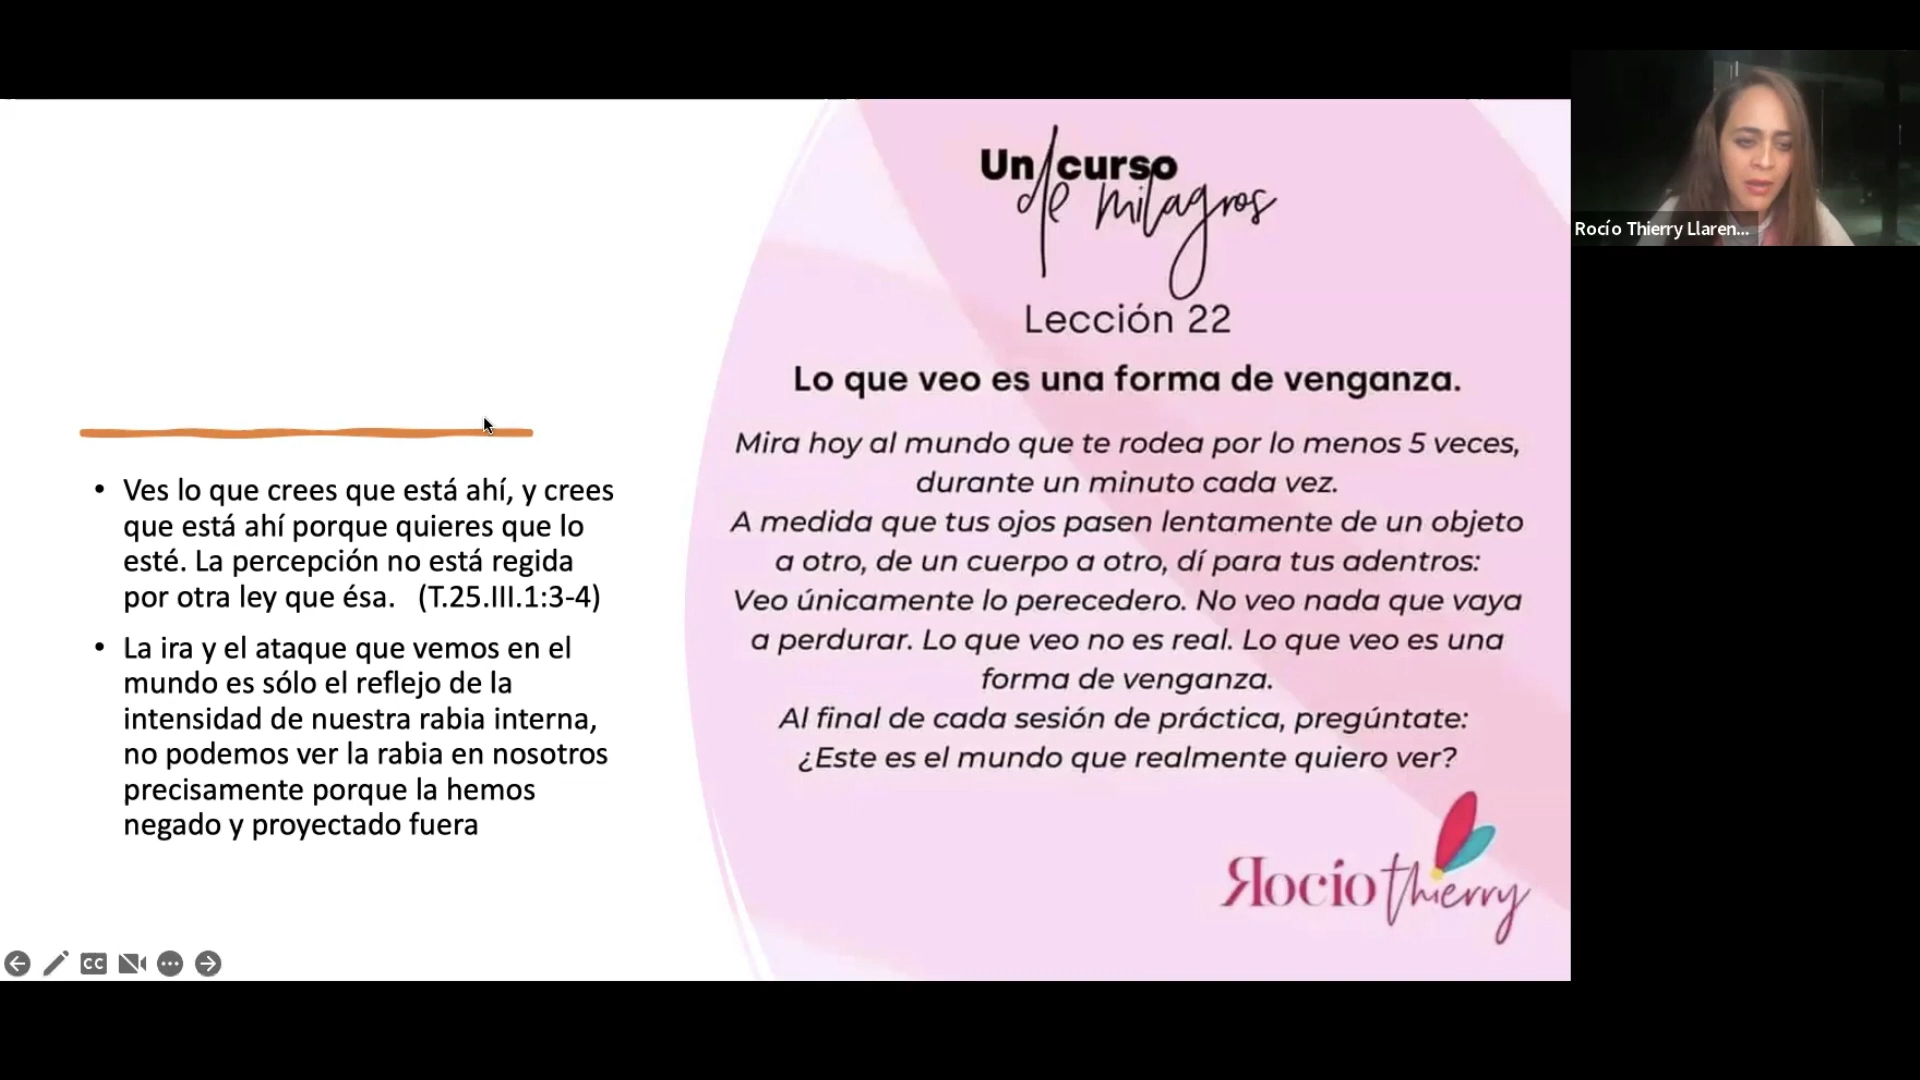 Ves lo que crees que está ahí, y crees
que está ahí porque quieres que lo
esté. La percepción no está regida
por otra ley que ésa. (T.25.III.1:3-4)
La ira y el ataque que vemos en el
mundo es sólo el reflejo de la
intensidad de nuestra rabia interna,
no podemos ver la rabia en nosotros
precisamente porque la hemos
negado y proyectado fuera
Un curso
de milagros
Lección 22
Lo que veo es una forma de venganza.
Mira hoy al mundo que te rodea por lo menos 5 veces,
durante un minuto cada vez.
A medida que tus ojos pasen lentamente de un objeto
a otro, de un cuerpo a otro, dí para tus adentros:
Veo únicamente lo perecedero. No veo nada que vaya
a perdurar. Lo que veo no es real. Lo que veo es una
forma de venganza.
Al final de cada sesión de práctica, pregúntate:
¿Este es el mundo que realmente quiero ver?
Rocío Thierry
Rocío Thierry Llaren...
CC